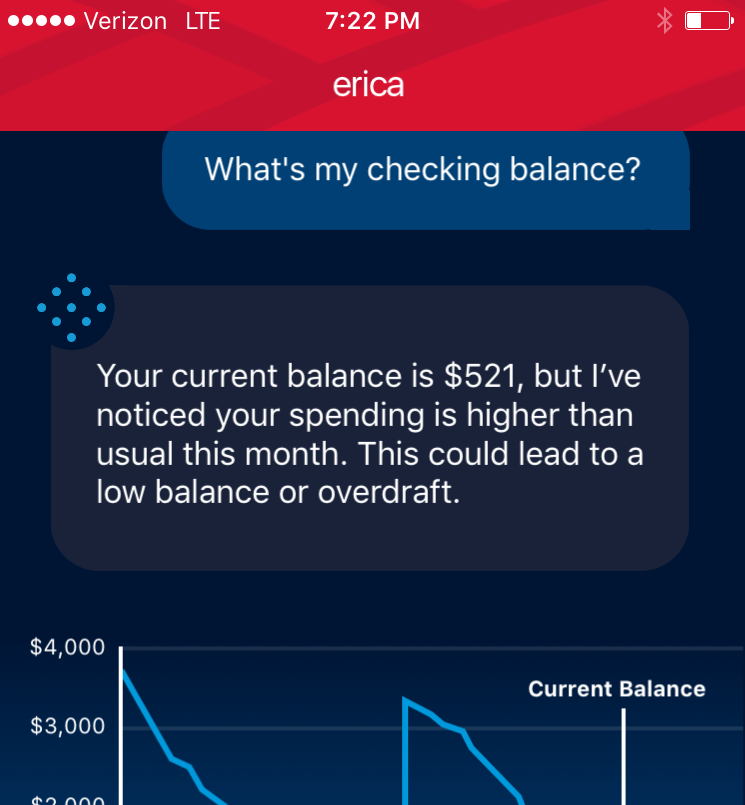 Verizon LTE 7:22 PM
erica
What's my checking balance?
Your current balance is $521, but I’ve
noticed your spending is higher than
usual this month. This could lead to a
low balance or overdraft.
$4,000
Current Balance
$3,000
$2,000